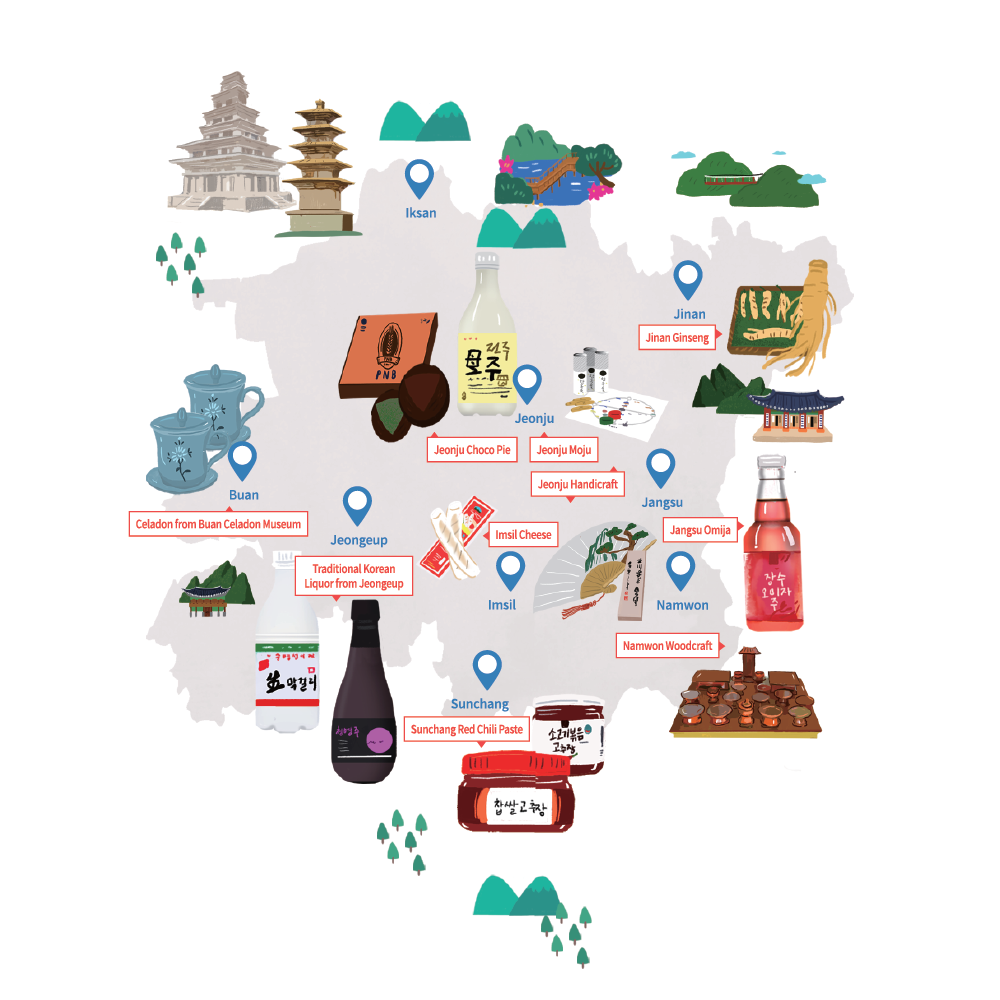 Iksan
Jinan
Jinan Ginseng
PNB
전주
모주
Jeonju
Jeonju Choco Pie
Jeonju Moju
Jeonju Handicraft
Jangsu
Jangsu Omija
장수
오미자
주
Buan
Celadon from Buan Celadon Museum
Jeongeup
Traditional Korean
Liquor from Jeongeup
Imsil Cheese
Imsil
Namwon
Namwon Woodcraft
막걸리
Sunchang
Sunchang Red Chili Paste
소고기볶음
고추장
찹쌀고추장